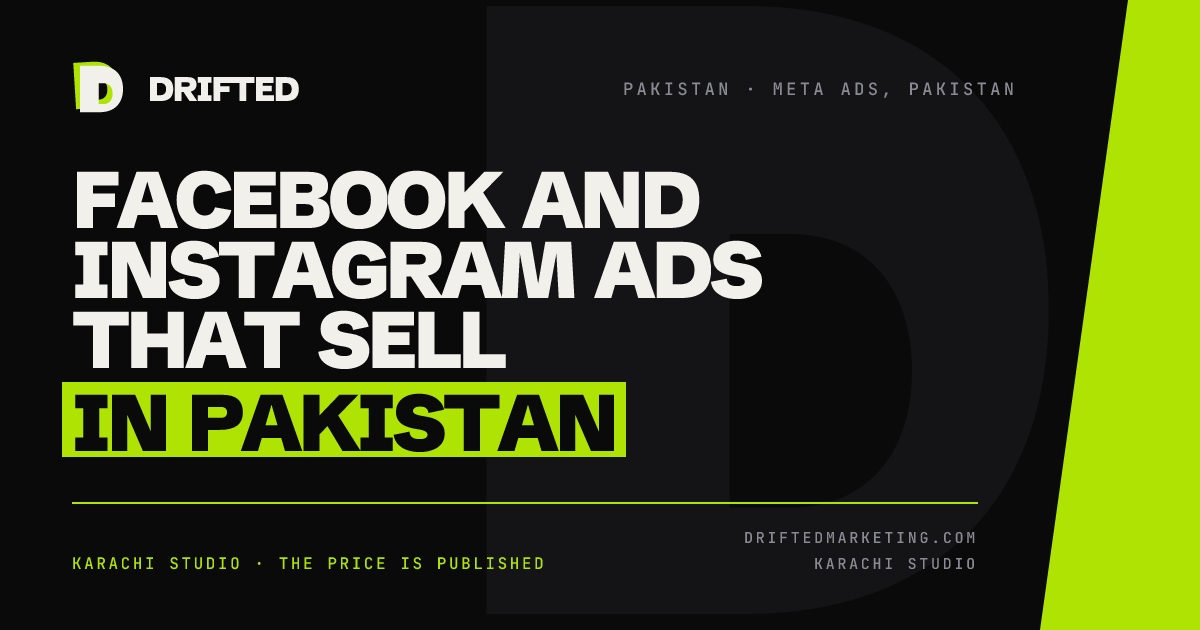 DRIFTED
PAKISTAN · META ADS, PAKISTAN
FACEBOOK AND
INSTAGRAM ADS
THAT SELL
IN PAKISTAN
DRIFTEDMARKETING.COM
KARACHI STUDIO · THE PRICE IS PUBLISHED
KARACHI STUDIO